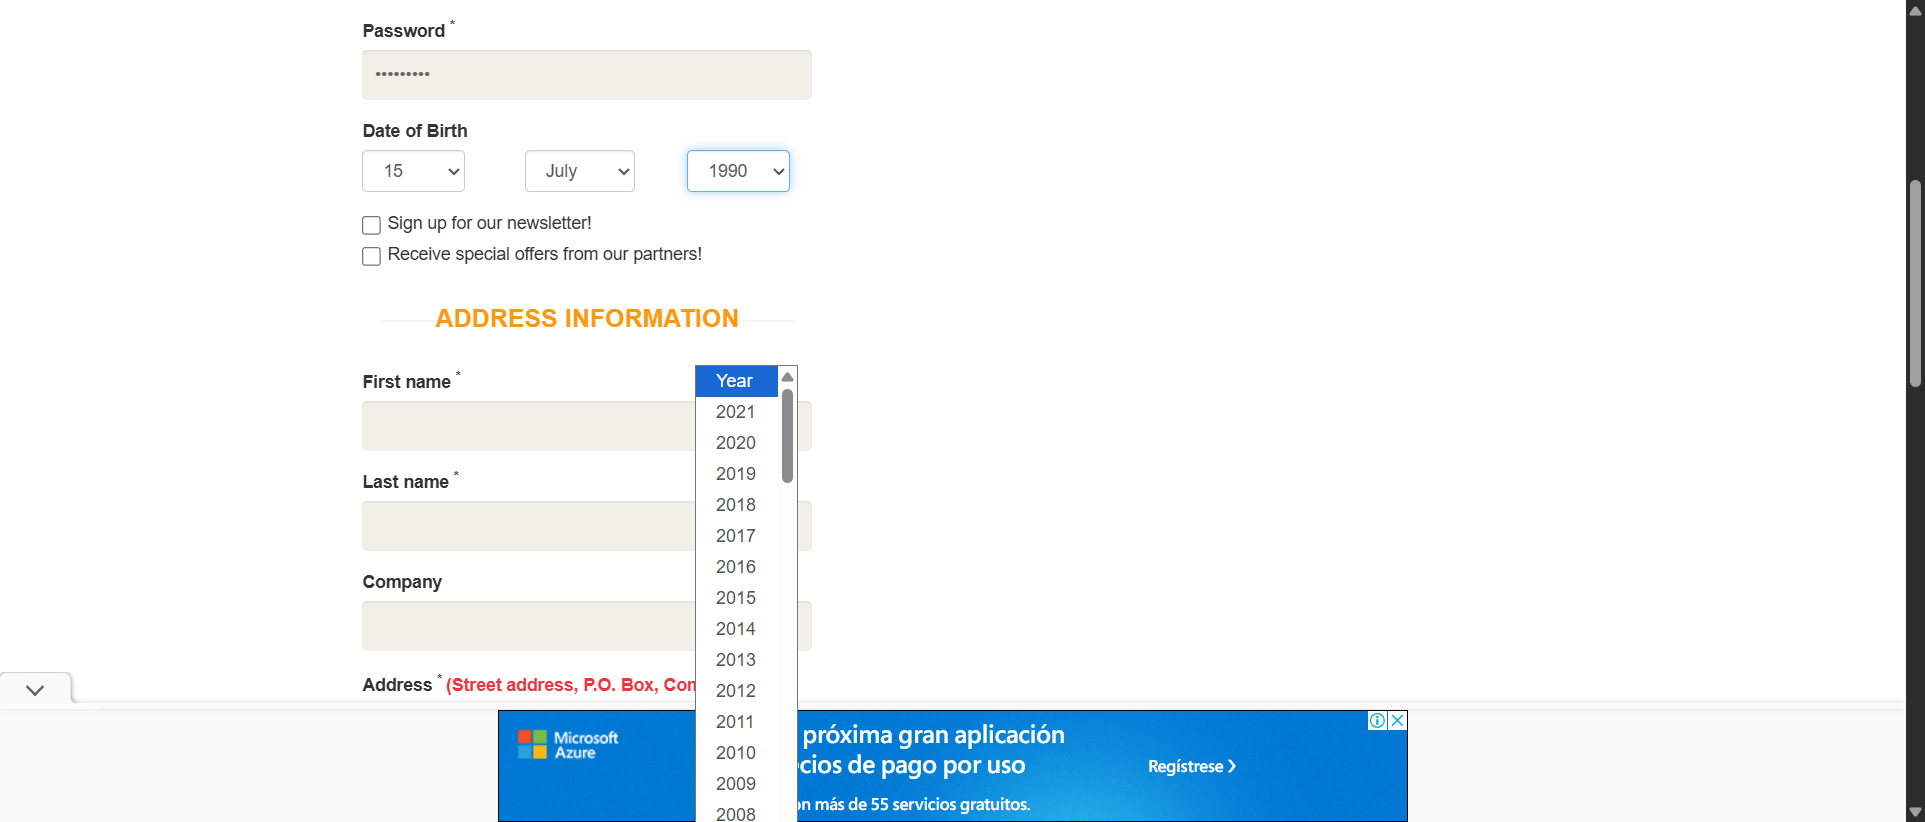 Password *
•••••••••
Date of Birth
15 July 1990
Sign up for our newsletter!
Receive special offers from our partners!
ADDRESS INFORMATION
First name *
Last name *
Company
Address * (Street address, P.O. Box, Com
Year
2021
2020
2019
2018
2017
2016
2015
2014
2013
2012
2011
2010
2009
2008
Microsoft
Azure
próxima gran aplicación
cios de pago por uso
on más de 55 servicios gratuitos.
Regístrese